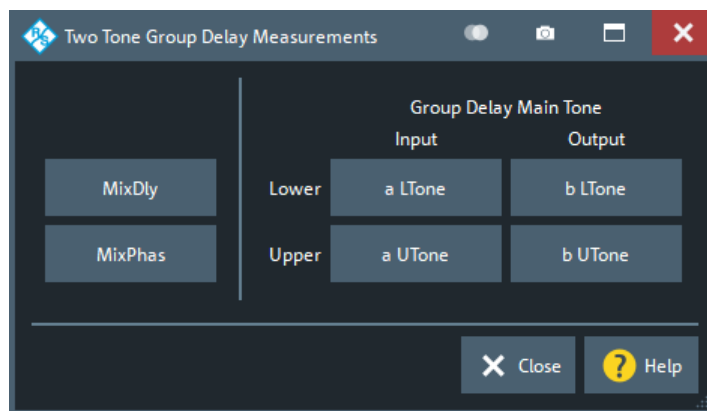 R&S Two Tone Group Delay Measurements
Group Delay Main Tone
Input Output
MixDly Lower a LTone b LTone
MixPhas Upper a UTone b UTone
Close ? Help